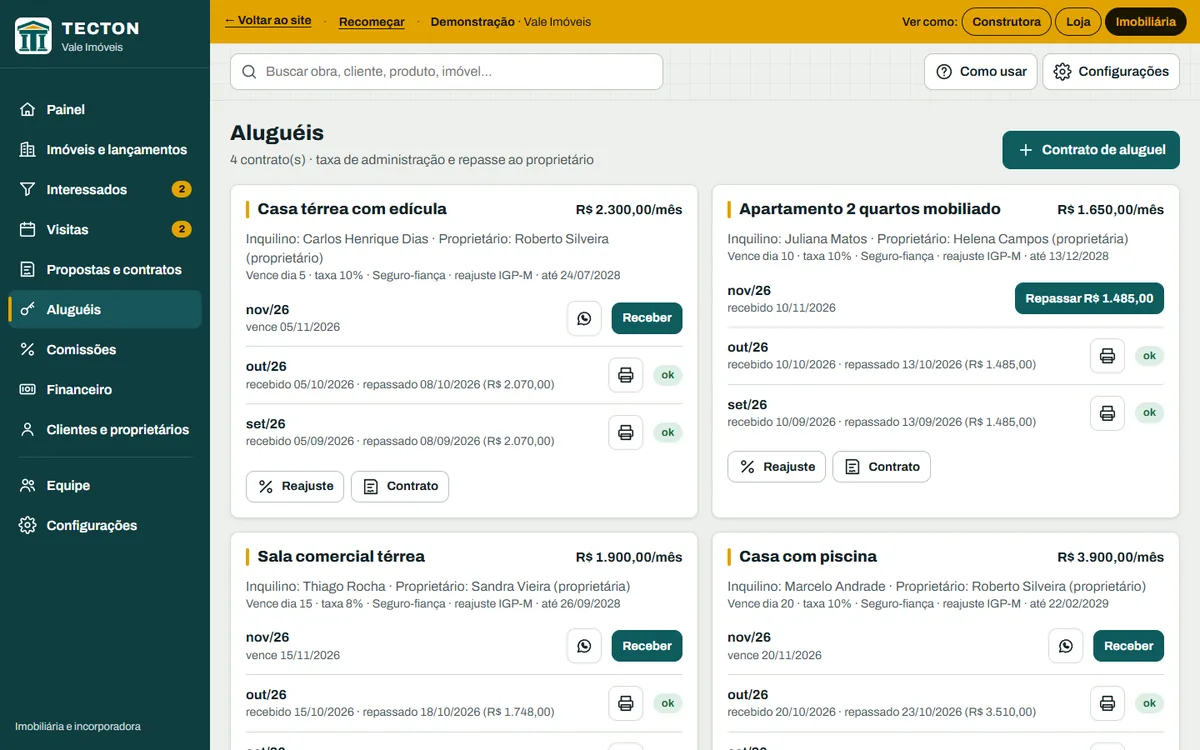 TECTON
Vale Imóveis
← Voltar ao site · Recomeçar · Demonstração · Vale Imóveis
Ver como: Construtora Loja Imobiliária
Buscar obra, cliente, produto, imóvel...
Como usar
Configurações
Painel
Imóveis e lançamentos
Interessados 2
Visitas 2
Propostas e contratos
Aluguéis
Comissões
Financeiro
Clientes e proprietários
Equipe
Configurações
Imobiliária e incorporadora
Aluguéis
4 contrato(s) · taxa de administração e repasse ao proprietário
+ Contrato de aluguel
Casa térrea com edícula R$ 2.300,00/mês
Inquilino: Carlos Henrique Dias · Proprietário: Roberto Silveira
(proprietário)
Vence dia 5 · taxa 10% · Seguro-fiança · reajuste IGP-M · até 24/07/2028
nov/26
vence 05/11/2026
Receber
out/26
recebido 05/10/2026 · repassado 08/10/2026 (R$ 2.070,00)
ok
set/26
recebido 05/09/2026 · repassado 08/09/2026 (R$ 2.070,00)
ok
Reajuste
Contrato
Apartamento 2 quartos mobiliado R$ 1.650,00/mês
Inquilino: Juliana Matos · Proprietário: Helena Campos (proprietária)
Vence dia 10 · taxa 10% · Seguro-fiança · reajuste IGP-M · até 13/12/2028
nov/26
recebido 10/11/2026
Repassar R$ 1.485,00
out/26
recebido 10/10/2026 · repassado 13/10/2026 (R$ 1.485,00)
ok
set/26
recebido 10/09/2026 · repassado 13/09/2026 (R$ 1.485,00)
ok
Reajuste
Contrato
Sala comercial térrea R$ 1.900,00/mês
Inquilino: Thiago Rocha · Proprietário: Sandra Vieira (proprietária)
Vence dia 15 · taxa 8% · Seguro-fiança · reajuste IGP-M · até 26/09/2028
nov/26
vence 15/11/2026
Receber
out/26
recebido 15/10/2026 · repassado 18/10/2026 (R$ 1.748,00)
ok
Casa com piscina R$ 3.900,00/mês
Inquilino: Marcelo Andrade · Proprietário: Roberto Silveira (proprietário)
Vence dia 20 · taxa 10% · Seguro-fiança · reajuste IGP-M · até 22/02/2029
nov/26
vence 20/11/2026
Receber
out/26
recebido 20/10/2026 · repassado 23/10/2026 (R$ 3.510,00)
ok